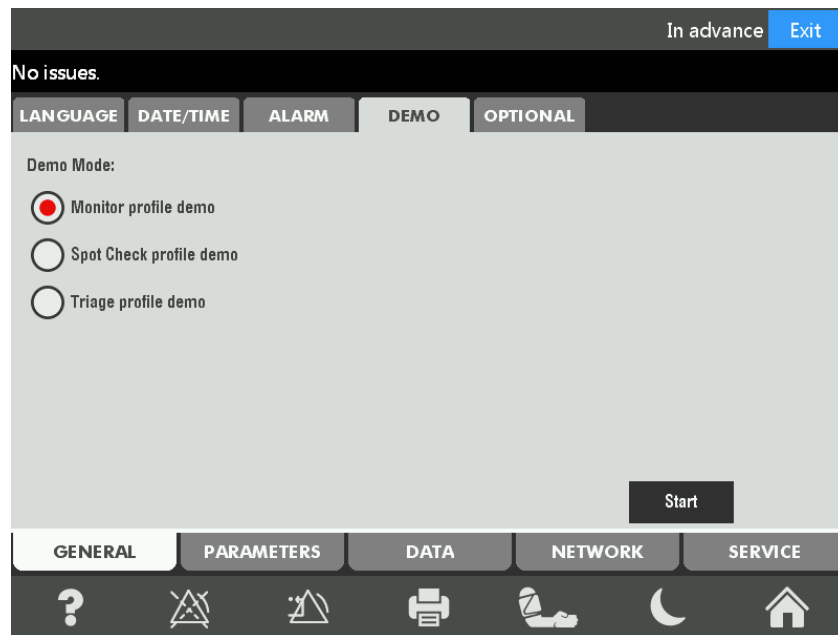 In advance Exit
No issues.
LANGUAGE DATE/TIME ALARM DEMO OPTIONAL
Demo Mode:
Monitor profile demo
Spot Check profile demo
Triage profile demo
Start
GENERAL PARAMETERS DATA NETWORK SERVICE
?